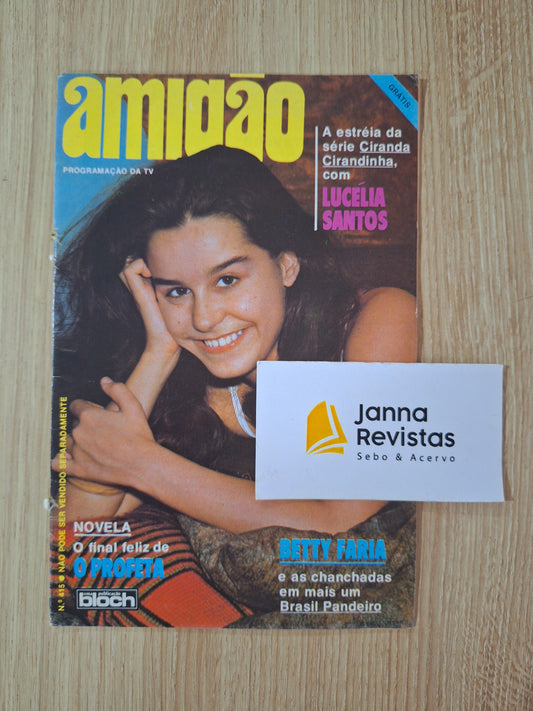 amigão
GRÁTIS
PROGRAMAÇÃO DA TV
A estréia da
série Ciranda
Cirandinha,
com
LUCÉLIA
SANTOS
Janna
Revistas
Sebo & Acervo
N.º 415 ● NÃO PODE SER VENDIDO SEPARADAMENTE
NOVELA
O final feliz de
O PROFETA
bloch
BETTY FARIA
e as chanchadas
em mais um
Brasil Pandeiro